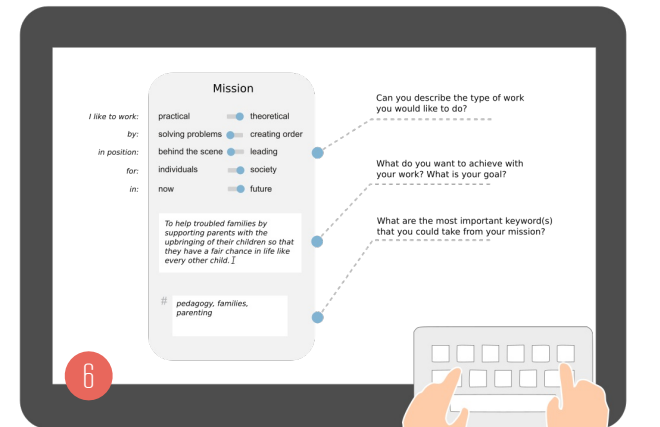 Mission
I like to work: practical theoretical
by: solving problems creating order
in position: behind the scene leading
for: individuals society
in: now future
To help troubled families by
supporting parents with the
upbringing of their children so that
they have a fair chance in life like
every other child.
# pedagogy, families,
parenting
Can you describe the type of work
you would like to do?
What do you want to achieve with
your work? What is your goal?
What are the most important keyword(s)
that you could take from your mission?
6